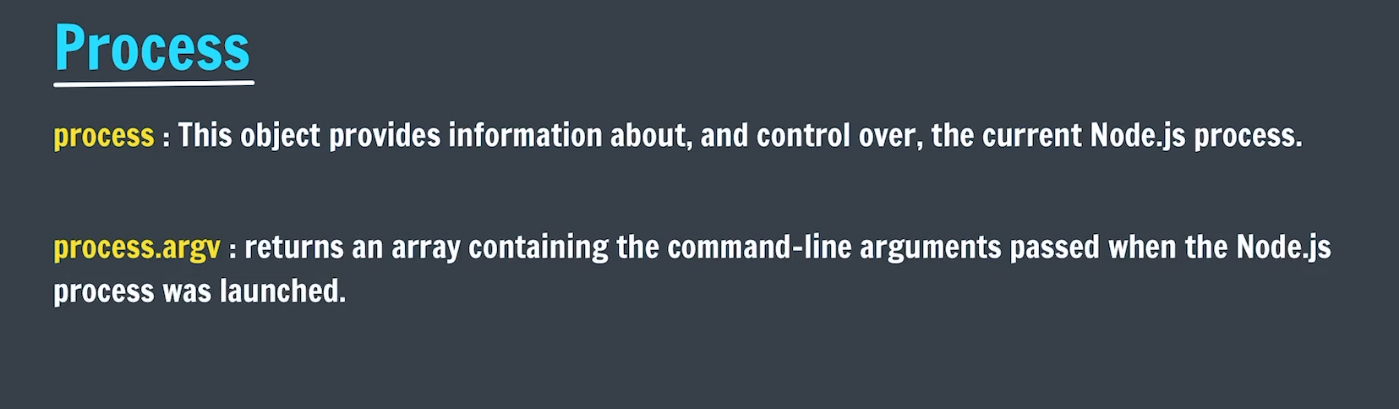 Process
process : This object provides information about, and control over, the current Node.js process.
process.argv : returns an array containing the command-line arguments passed when the Node.js
process was launched.